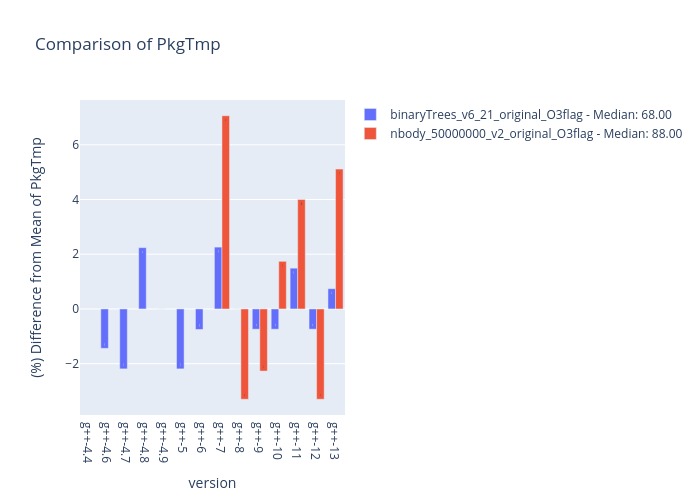 Comparison of PkgTmp
binaryTrees_v6_21_original_O3flag - Median: 68.00
nbody_50000000_v2_original_O3flag - Median: 88.00
(%) Difference from Mean of PkgTmp
6
4
2
0
−2
g++-4.4
g++-4.6
g++-4.7
g++-4.8
g++-4.9
g++-5
g++-6
g++-7
g++-8
g++-9
g++-10
g++-11
g++-12
g++-13
version